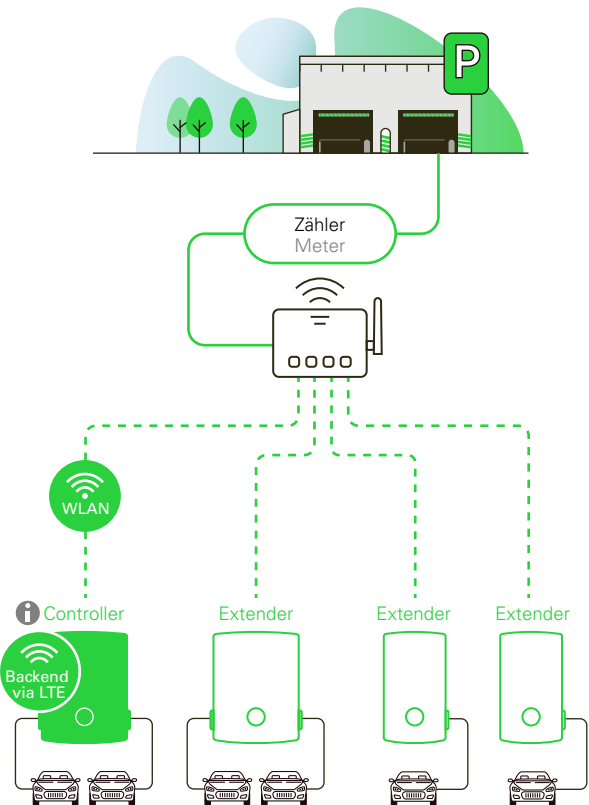 P
Zähler
Meter
WLAN
i Controller
Extender
Extender
Extender
Backend
via LTE